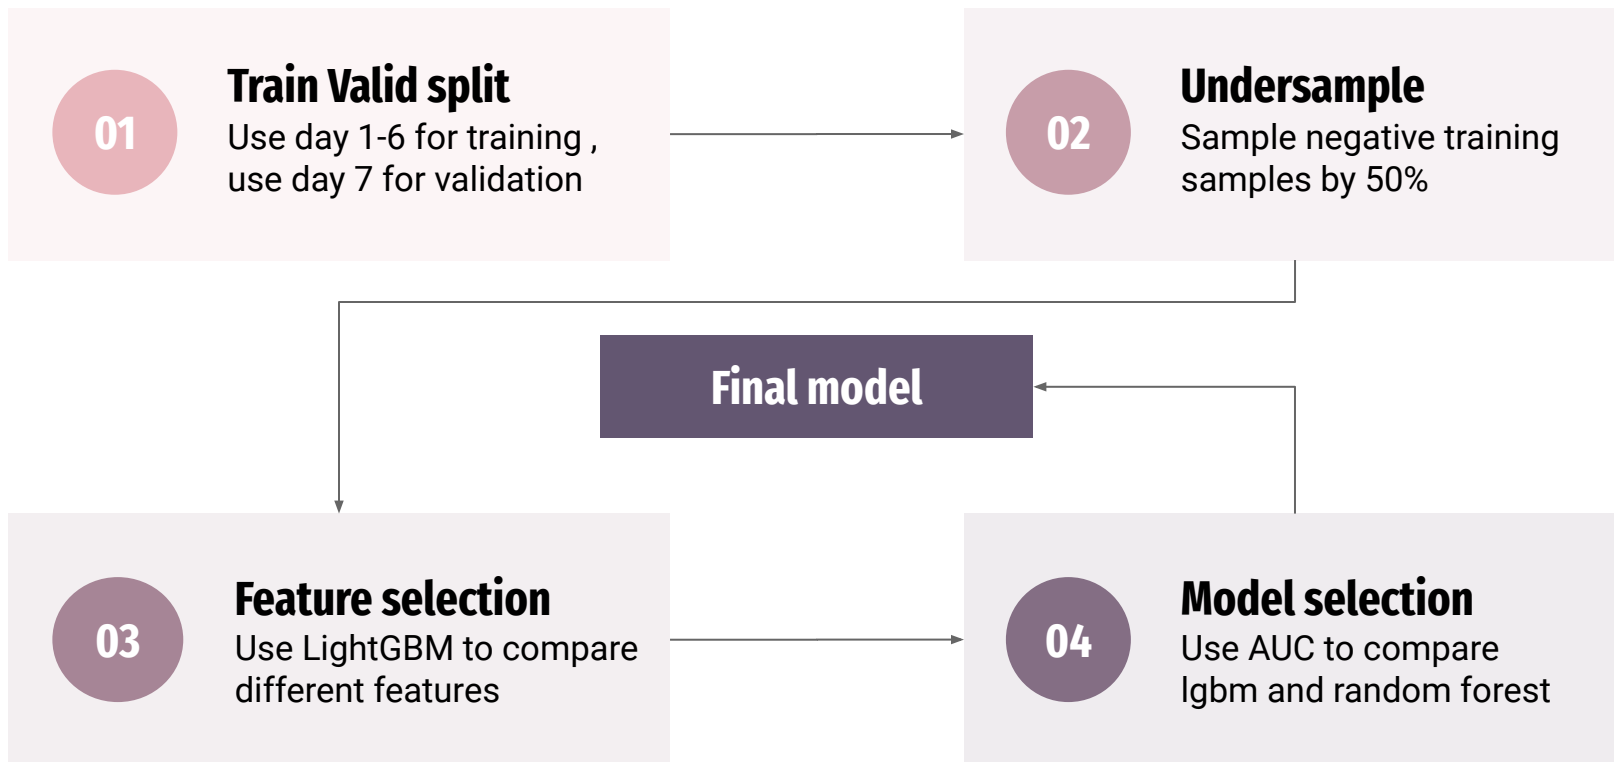 01
Train Valid split
Use day 1-6 for training ,
use day 7 for validation
02
Undersample
Sample negative training
samples by 50%
Final model
03
Feature selection
Use LightGBM to compare
different features
04
Model selection
Use AUC to compare
lgbm and random forest